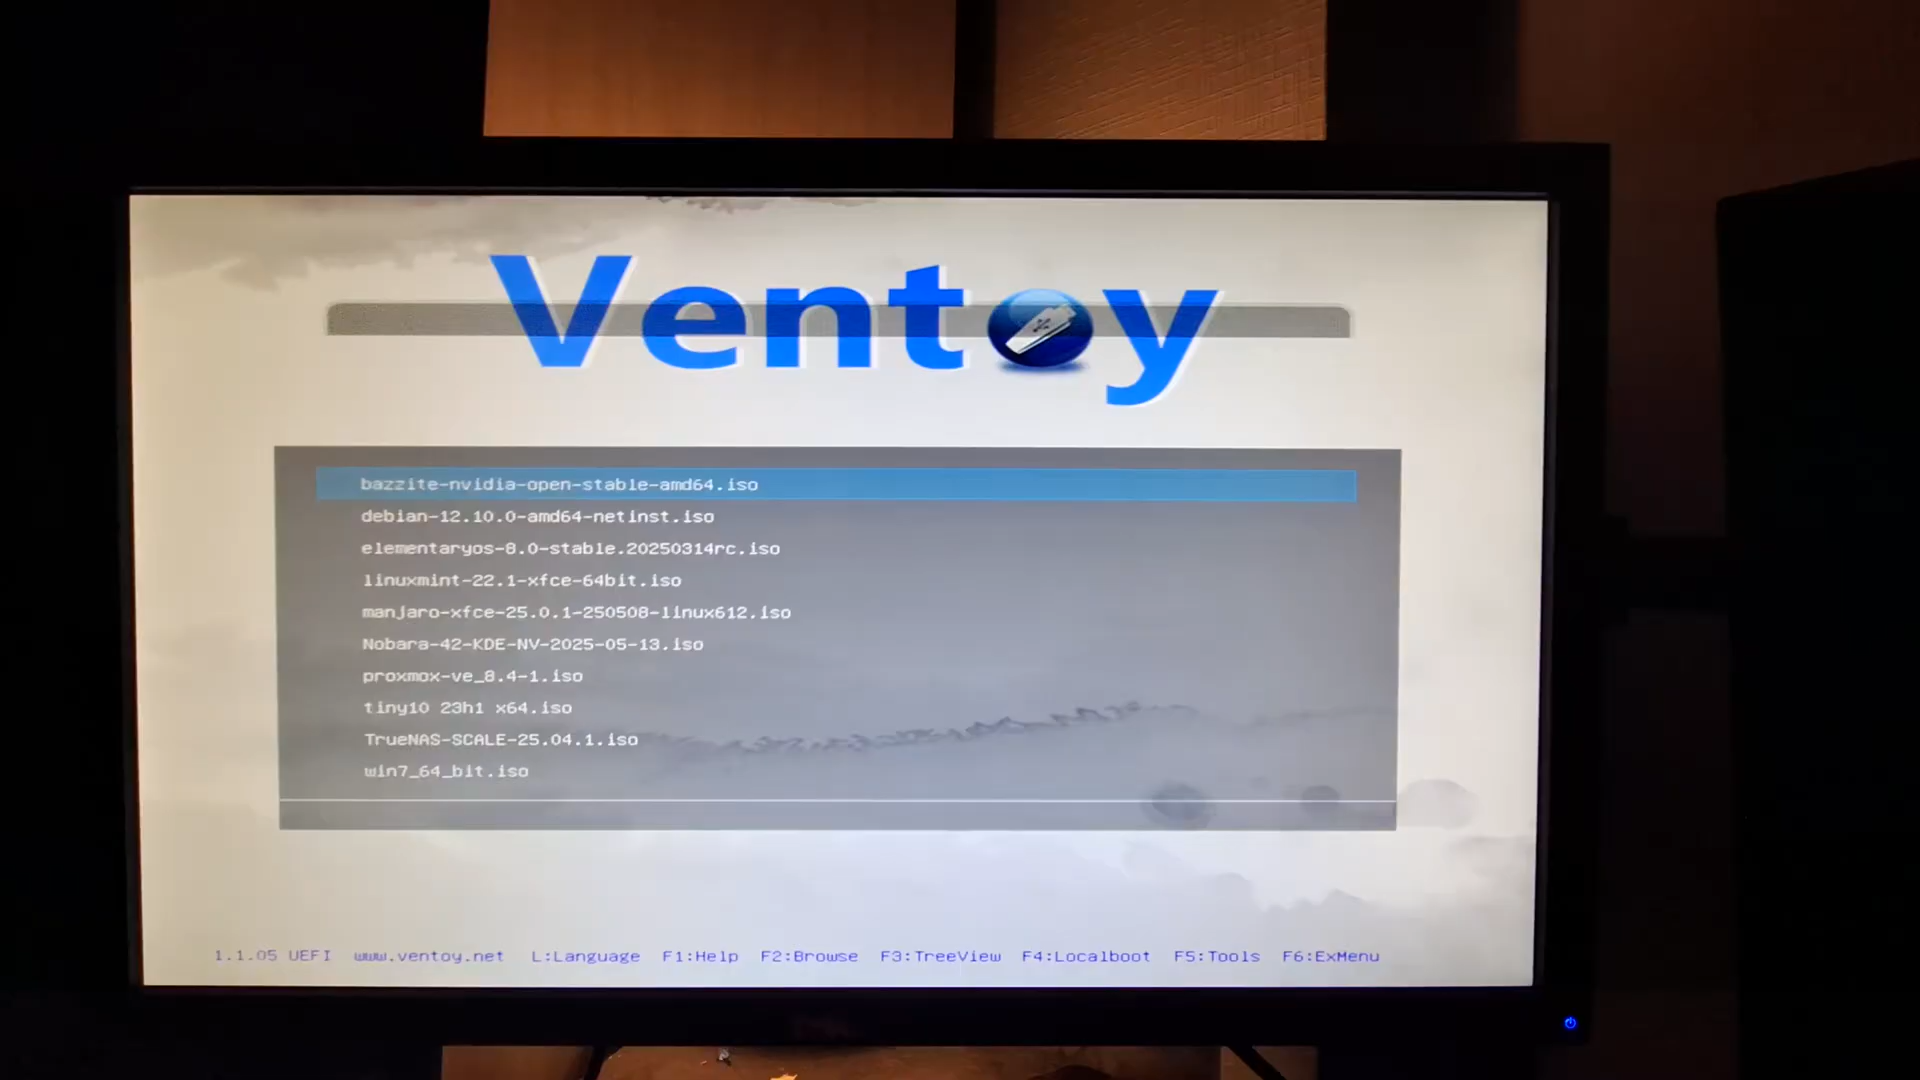 Ventoy
bazzite-nvidia-open-stable-amd64.iso
debian-12.10.0-amd64-netinst.iso
elementaryos-8.0-stable.20250314rc.iso
linuxmint-22.1-xfce-64bit.iso
manjaro-xfce-25.0.1-250508-linux612.iso
Nobara-42-KDE-NV-2025-05-13.iso
proxmox-ve_8.4-1.iso
tiny10 23h1 x64.iso
TrueNAS-SCALE-25.04.1.iso
win7_64_bit.iso
1.1.05 UEFI www.ventoy.net L:Language F1:Help F2:Browse F3:TreeView F4:Localboot F5:Tools F6:ExMenu